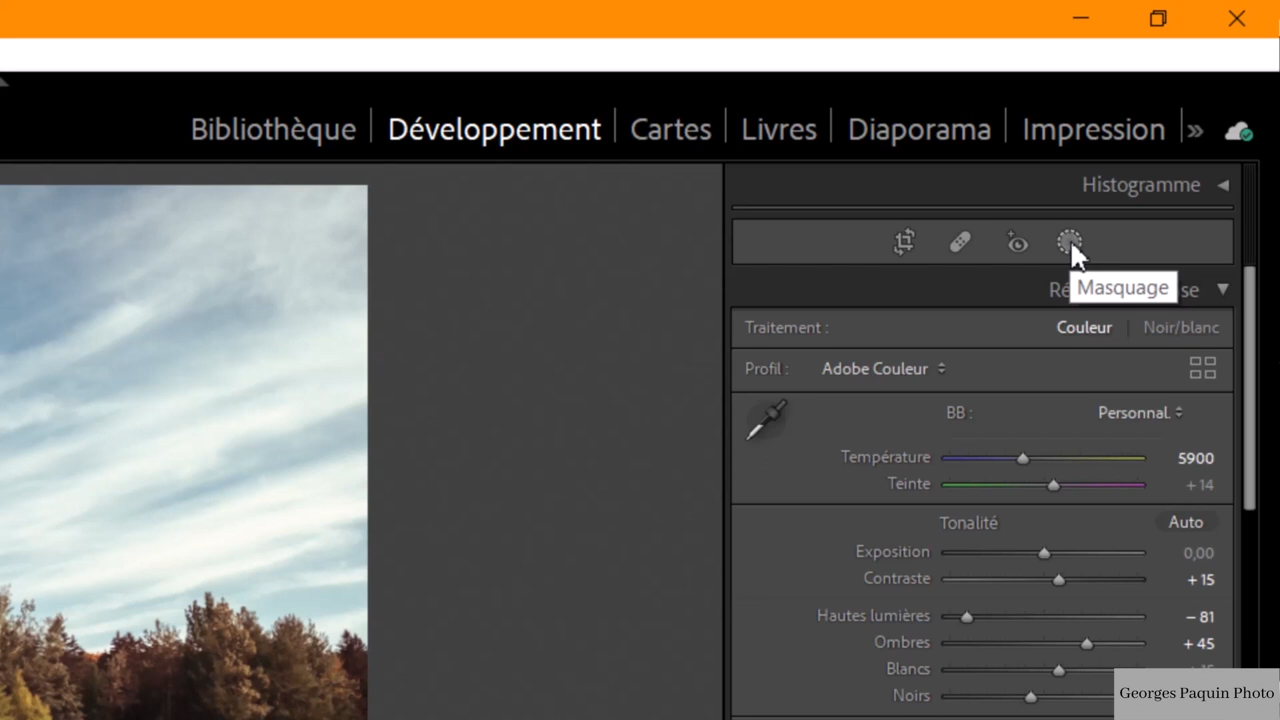 Bibliothèque | Développement | Cartes | Livres | Diaporama | Impression | »
Histogramme
Masquage
Traitement : Couleur | Noir/blanc
Profil : Adobe Couleur
BB : Personnal.
Température 5900
Teinte + 14
Tonalité Auto
Exposition 0,00
Contraste + 15
Hautes lumières – 81
Ombres + 45
Blancs
Noirs
Georges Paquin Photo